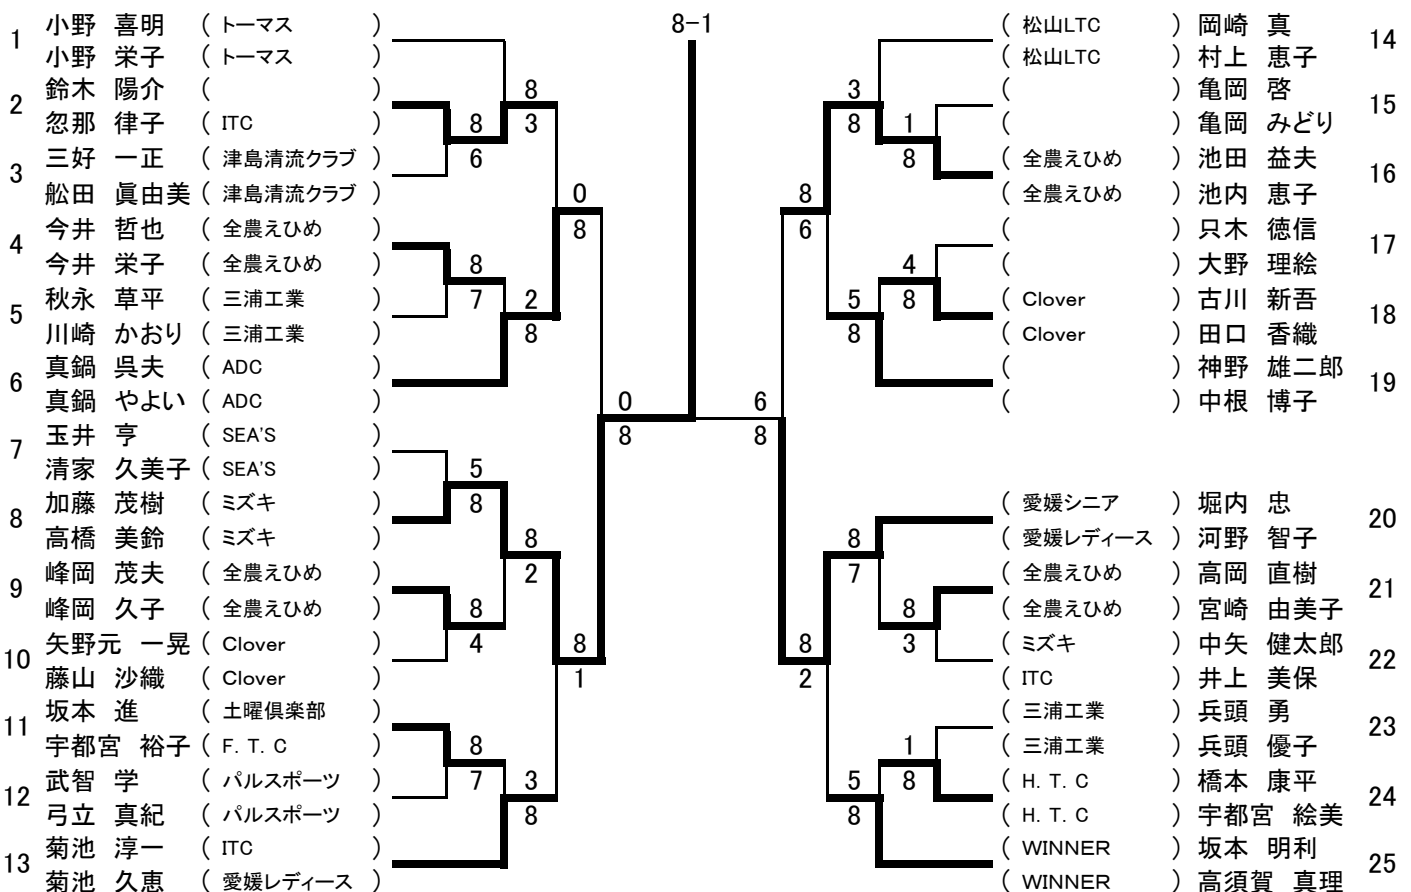 8-1
1
小野 喜明 ( トーマス )
小野 栄子 ( トーマス )
2
鈴木 陽介 ( )
忽那 律子 ( ITC )
3
三好 一正 ( 津島清流クラブ )
舩田 眞由美 ( 津島清流クラブ )
4
今井 哲也 ( 全農えひめ )
今井 栄子 ( 全農えひめ )
5
秋永 草平 ( 三浦工業 )
川崎 かおり ( 三浦工業 )
6
真鍋 呉夫 ( ADC )
真鍋 やよい ( ADC )
7
玉井 亨 ( SEA'S )
清家 久美子 ( SEA'S )
8
加藤 茂樹 ( ミズキ )
高橋 美鈴 ( ミズキ )
9
峰岡 茂夫 ( 全農えひめ )
峰岡 久子 ( 全農えひめ )
10
矢野元 一晃 ( Clover )
藤山 沙織 ( Clover )
11
坂本 進 ( 土曜倶楽部 )
宇都宮 裕子 ( F.T.C )
12
武智 学 ( パルスポーツ )
弓立 真紀 ( パルスポーツ )
13
菊池 淳一 ( ITC )
菊池 久恵 ( 愛媛レディース )
8
6
8
7
5
8
8
4
8
7
8
3
2
8
8
2
3
8
0
8
8
1
0
8
6
8
8
6
8
2
3
8
5
8
8
7
5
8
1
8
4
8
8
3
1
8
( 松山LTC ) 岡崎 真
( 松山LTC ) 村上 恵子
14
( ) 亀岡 啓
( ) 亀岡 みどり
15
( 全農えひめ ) 池田 益夫
( 全農えひめ ) 池内 恵子
16
( ) 只木 徳信
( ) 大野 理絵
17
( Clover ) 古川 新吾
( Clover ) 田口 香織
18
( ) 神野 雄二郎
( ) 中根 博子
19
( 愛媛シニア ) 堀内 忠
( 愛媛レディース ) 河野 智子
20
( 全農えひめ ) 高岡 直樹
( 全農えひめ ) 宮崎 由美子
21
( ミズキ ) 中矢 健太郎
( ITC ) 井上 美保
22
( 三浦工業 ) 兵頭 勇
( 三浦工業 ) 兵頭 優子
23
( H.T.C ) 橋本 康平
( H.T.C ) 宇都宮 絵美
24
( WINNER ) 坂本 明利
( WINNER ) 高須賀 真理
25